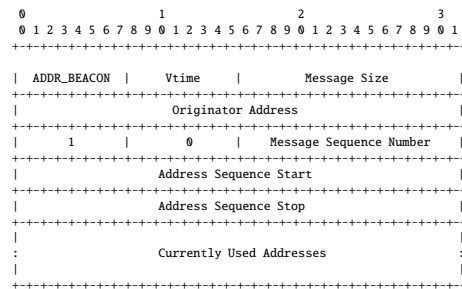 0 1 2 3
0 1 2 3 4 5 6 7 8 9 0 1 2 3 4 5 6 7 8 9 0 1 2 3 4 5 6 7 8 9 0 1
+-+-+-+-+-+-+-+-+-+-+-+-+-+-+-+-+-+-+-+-+-+-+-+-+-+-+-+-+-+-+-+-+
| ADDR_BEACON | Vtime | Message Size |
+-+-+-+-+-+-+-+-+-+-+-+-+-+-+-+-+-+-+-+-+-+-+-+-+-+-+-+-+-+-+-+-+
| Originator Address |
+-+-+-+-+-+-+-+-+-+-+-+-+-+-+-+-+-+-+-+-+-+-+-+-+-+-+-+-+-+-+-+-+
| 1 | 0 | Message Sequence Number |
+-+-+-+-+-+-+-+-+-+-+-+-+-+-+-+-+-+-+-+-+-+-+-+-+-+-+-+-+-+-+-+-+
| Address Sequence Start |
+-+-+-+-+-+-+-+-+-+-+-+-+-+-+-+-+-+-+-+-+-+-+-+-+-+-+-+-+-+-+-+-+
| Address Sequence Stop |
+-+-+-+-+-+-+-+-+-+-+-+-+-+-+-+-+-+-+-+-+-+-+-+-+-+-+-+-+-+-+-+-+
| |
: Currently Used Addresses :
| |
+-+-+-+-+-+-+-+-+-+-+-+-+-+-+-+-+-+-+-+-+-+-+-+-+-+-+-+-+-+-+-+-+